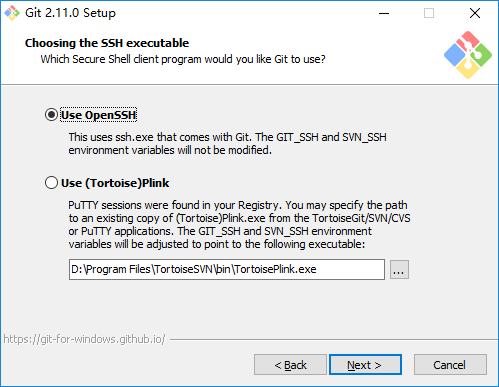 Git 2.11.0 Setup
Choosing the SSH executable
Which Secure Shell client program would you like Git to use?
Use OpenSSH
This uses ssh.exe that comes with Git. The GIT_SSH and SVN_SSH
environment variables will not be modified.
Use (Tortoise)Plink
PuTTY sessions were found in your Registry. You may specify the path
to an existing copy of (Tortoise)Plink.exe from the TortoiseGit/SVN/CVS
or PuTTY applications. The GIT_SSH and SVN_SSH environment
variables will be adjusted to point to the following executable:
D:\Program Files\TortoiseSVN\bin\TortoisePlink.exe
...
https://git-for-windows.github.io/
< Back
Next >
Cancel